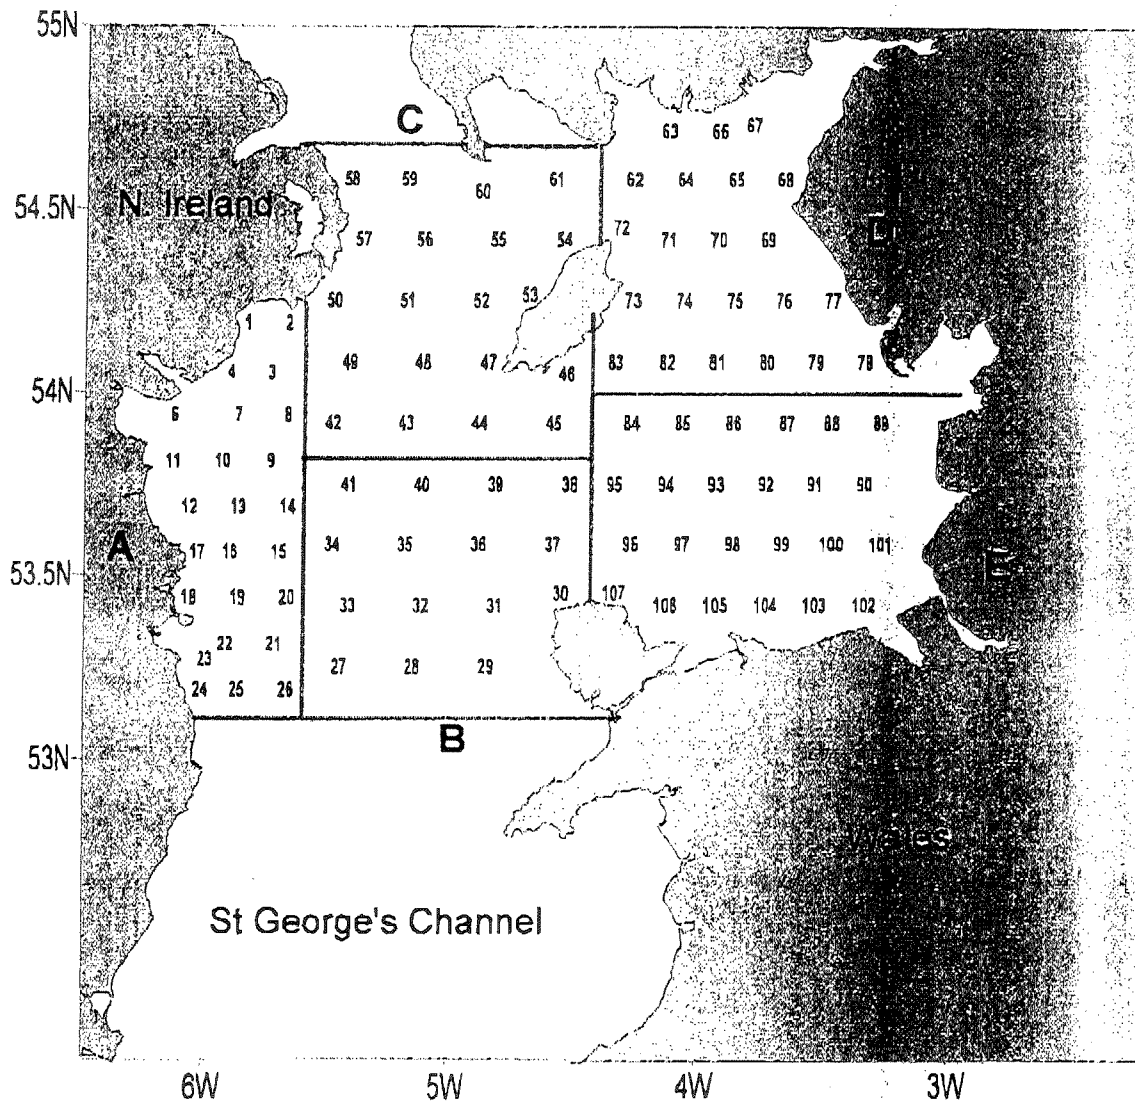 55N
C
63 66 67
58 59 60 61 62 64 65 68
N. Ireland
54.5N
D
57 56 55 54 72 71 70 69
50 51 52 53 73 74 75 76 77
1 2
49 48 47 46 83 82 81 80 79 78
4 3
54N
6 7 8 42 43 44 45 84 85 86 87 88 89
11 10 9
41 40 39 38 95 94 93 92 91 90
12 13 14
A
17 16 15 34 35 36 37 96 97 98 99 100 101
E
53.5N
18 19 20 33 32 31 30 107 106 105 104 103 102
22 21
23 27 28 29
24 25 26
B
53N
Wales
St George's Channel
6W 5W 4W 3W